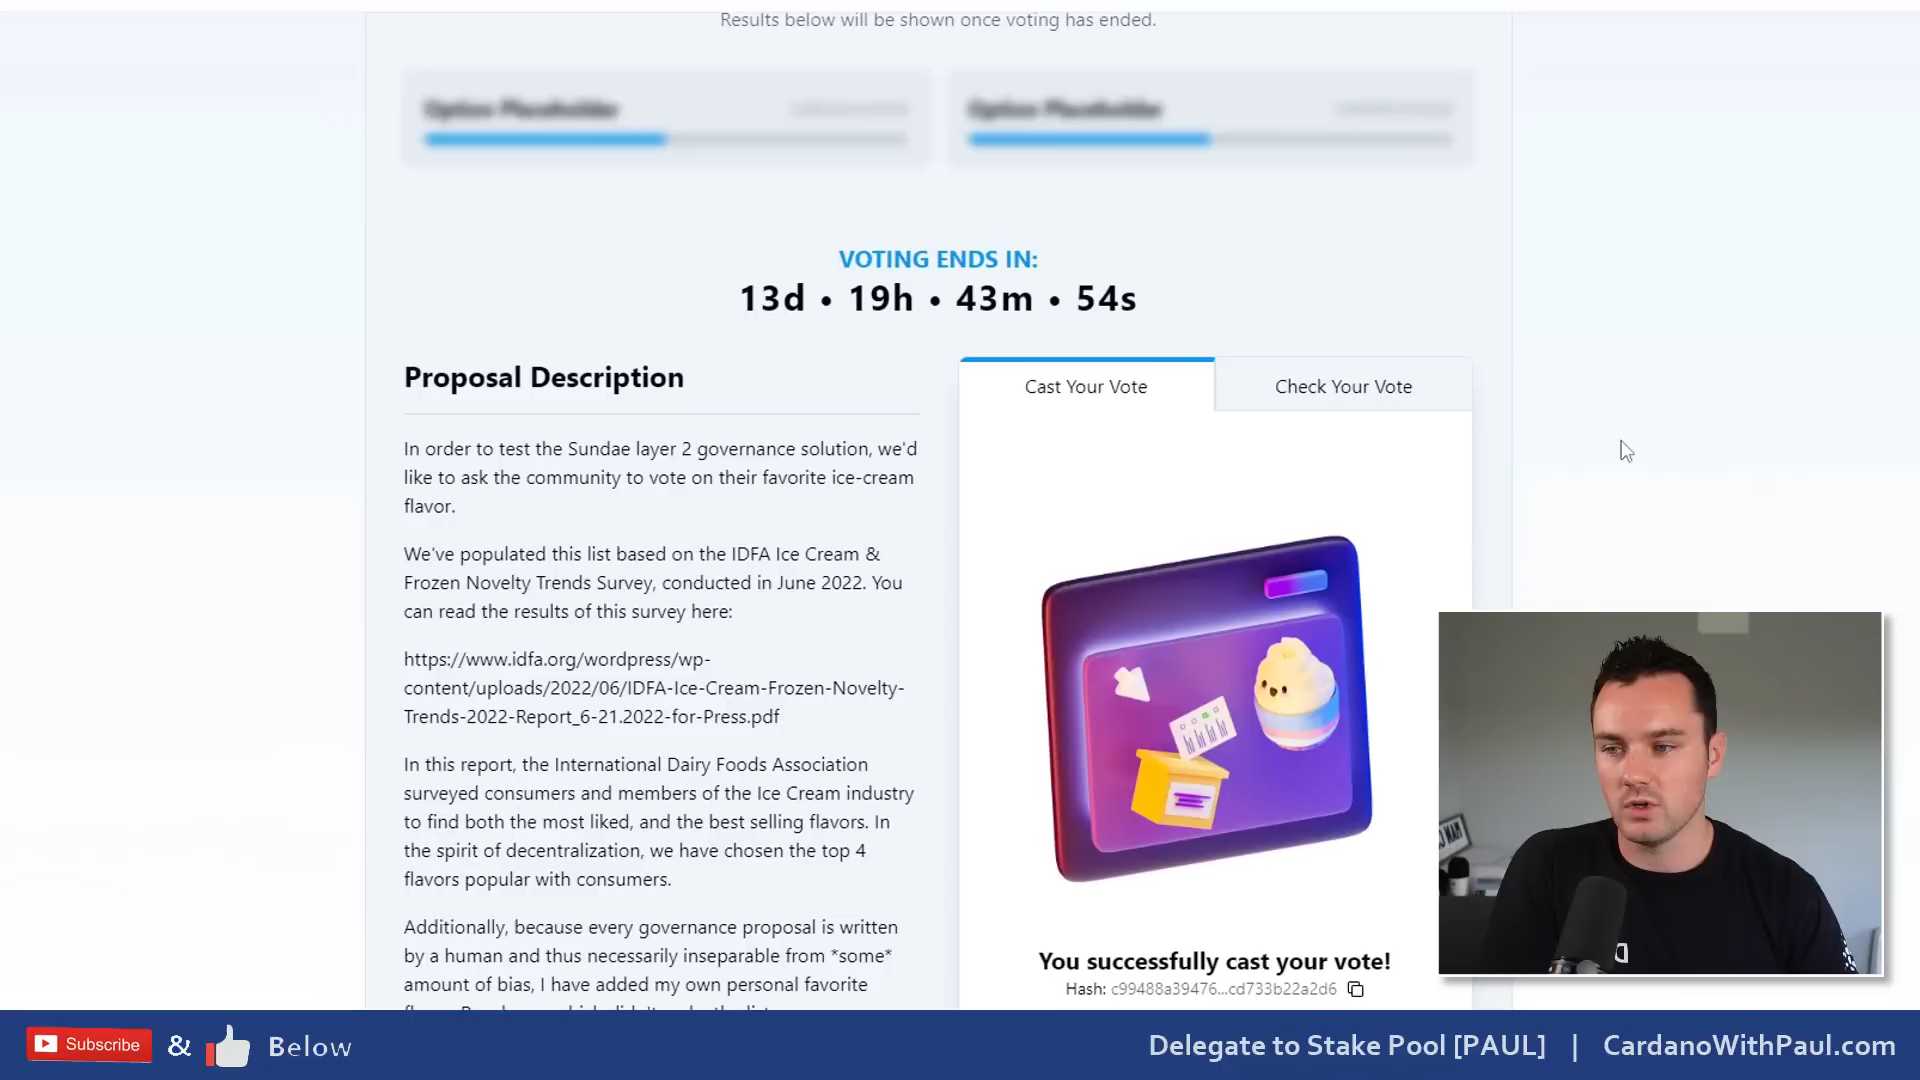 Results below will be shown once voting has ended.
Option Placeholder
Option Placeholder
VOTING ENDS IN:
13d • 19h • 43m • 54s
Proposal Description
Cast Your Vote
Check Your Vote
In order to test the Sundae layer 2 governance solution, we'd
like to ask the community to vote on their favorite ice-cream
flavor.
We've populated this list based on the IDFA Ice Cream &
Frozen Novelty Trends Survey, conducted in June 2022. You
can read the results of this survey here:
https://www.idfa.org/wordpress/wp-
content/uploads/2022/06/IDFA-Ice-Cream-Frozen-Novelty-
Trends-2022-Report_6-21.2022-for-Press.pdf
In this report, the International Dairy Foods Association
surveyed consumers and members of the Ice Cream industry
to find both the most liked, and the best selling flavors. In
the spirit of decentralization, we have chosen the top 4
flavors popular with consumers.
Additionally, because every governance proposal is written
by a human and thus necessarily inseparable from *some*
amount of bias, I have added my own personal favorite
You successfully cast your vote!
Hash: c99488a39476...cd733b22a2d6
Subscribe & Below
Delegate to Stake Pool [PAUL] | CardanoWithPaul.com